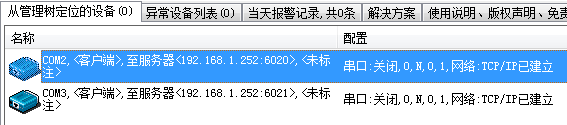 从管理树定位的设备(0) 异常设备列表(0) 当天报警记录,共0条 解决方案 使用说明、版权声明、免责
名称 配置
COM2,<客户端>,至服务器<192.168.1.252:6020>,<未标 串口:关闭,0,N,0,1,网络:TCP/IP已建立
注>
COM3,<客户端>,至服务器<192.168.1.252:6021>,<未标 串口:关闭,0,N,0,1,网络:TCP/IP已建立
注>